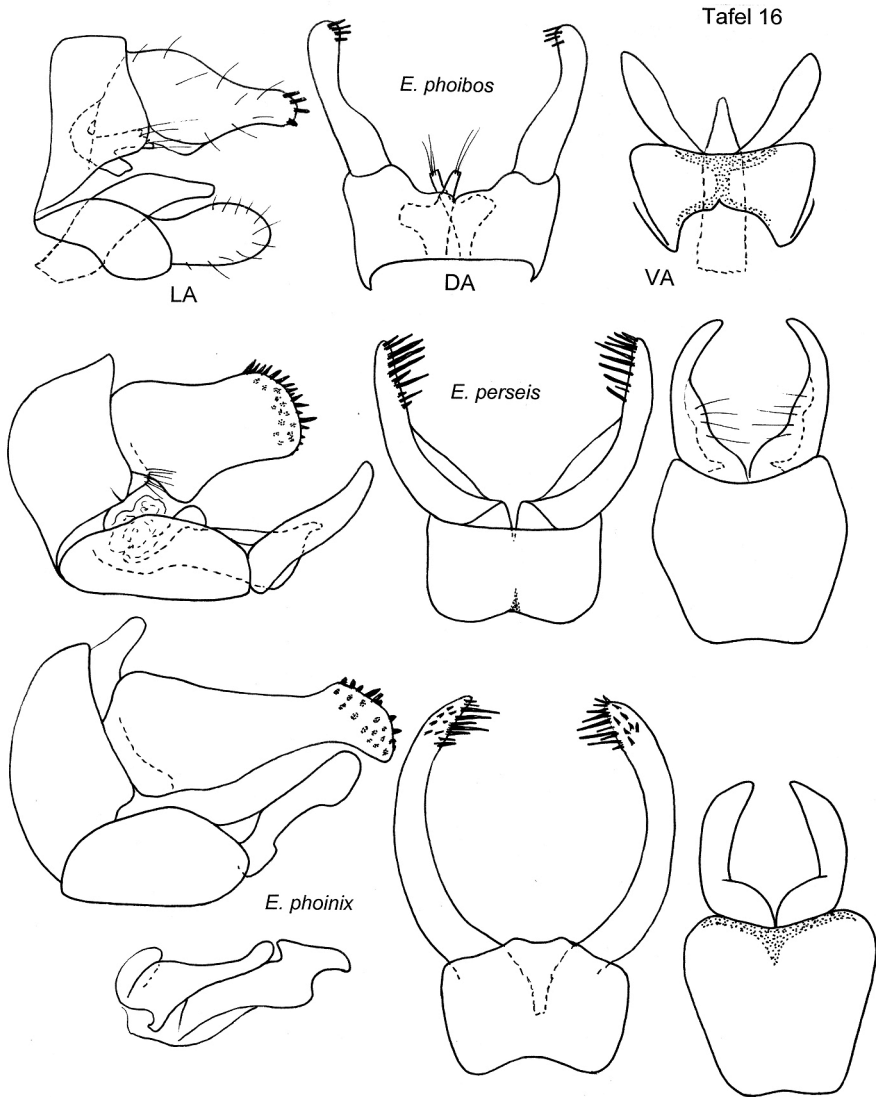 Tafel 16
E. phoibos
LA
DA
VA
E. perseis
E. phoinix